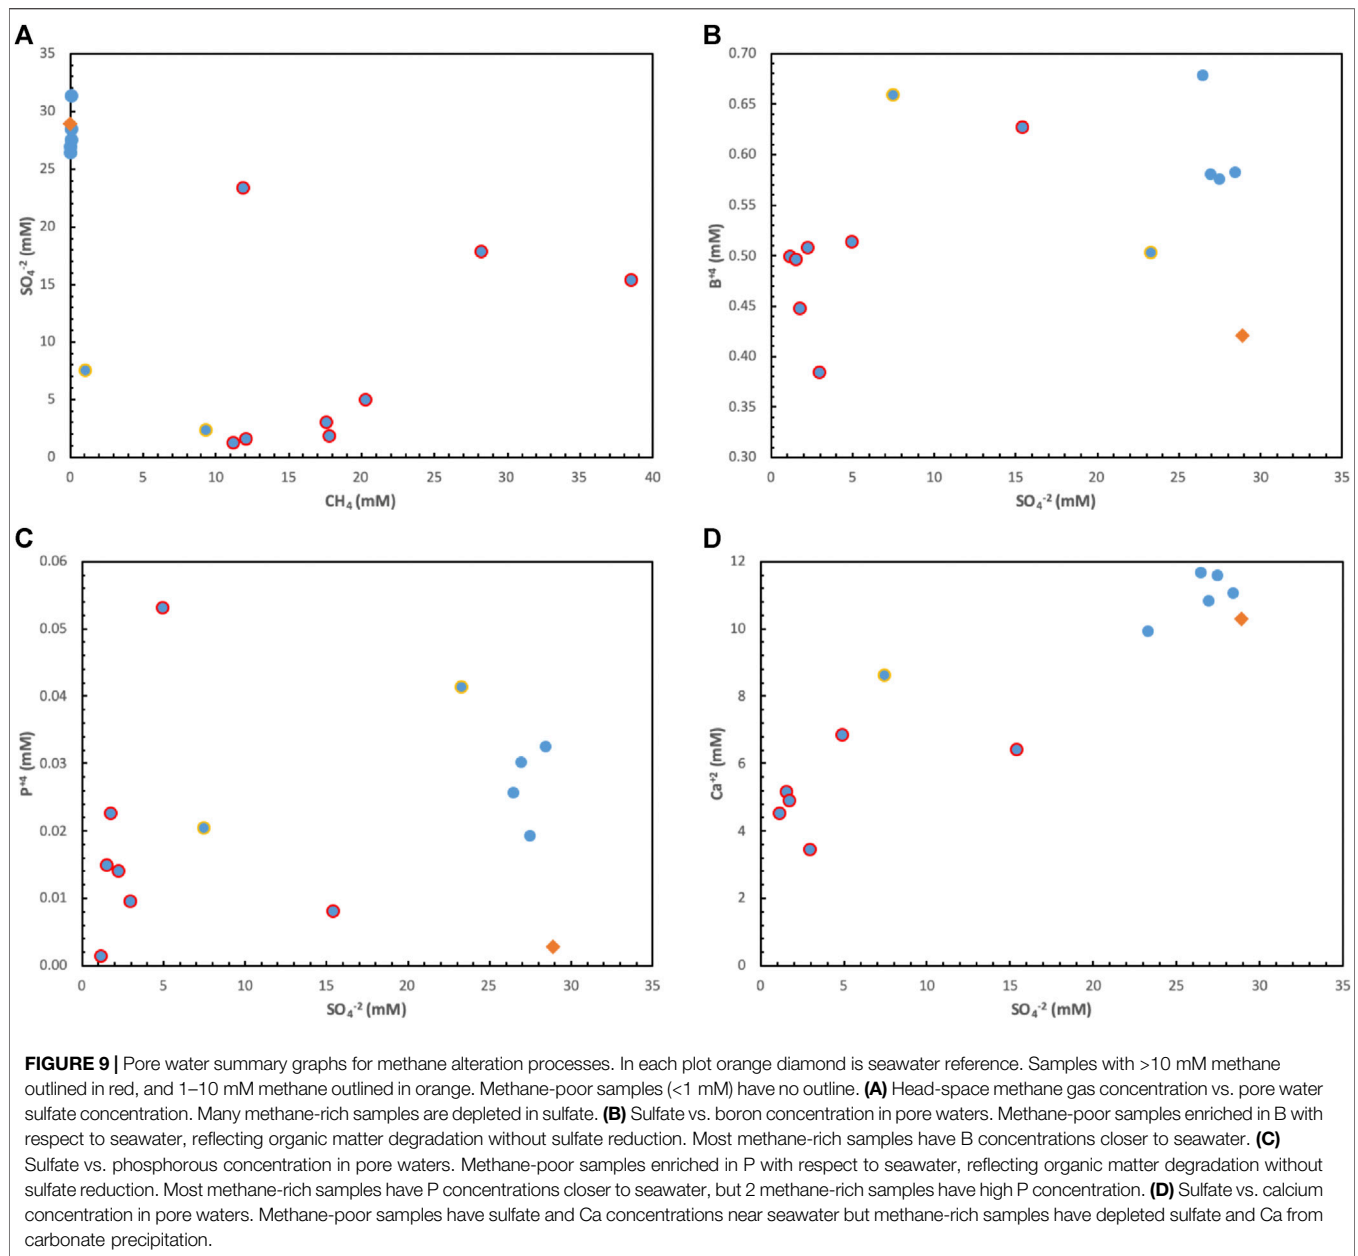 A
35
30
25
20
15
10
5
0
0 5 10 15 20 25 30 35 40
SO₄⁻² (mM)
CH₄ (mM)
B
0.70
0.65
0.60
0.55
0.50
0.45
0.40
0.35
0.30
0 5 10 15 20 25 30 35
B⁺⁴ (mM)
SO₄⁻² (mM)
C
0.06
0.05
0.04
0.03
0.02
0.01
0.00
0 5 10 15 20 25 30 35
P⁺⁴ (mM)
SO₄⁻² (mM)
D
12
10
8
6
4
2
0
0 5 10 15 20 25 30 35
Ca⁺² (mM)
SO₄⁻² (mM)
FIGURE 9 | Pore water summary graphs for methane alteration processes. In each plot orange diamond is seawater reference. Samples with >10 mM methane
outlined in red, and 1–10 mM methane outlined in orange. Methane-poor samples (<1 mM) have no outline. (A) Head-space methane gas concentration vs. pore water
sulfate concentration. Many methane-rich samples are depleted in sulfate. (B) Sulfate vs. boron concentration in pore waters. Methane-poor samples enriched in B with
respect to seawater, reflecting organic matter degradation without sulfate reduction. Most methane-rich samples have B concentrations closer to seawater. (C)
Sulfate vs. phosphorous concentration in pore waters. Methane-poor samples enriched in P with respect to seawater, reflecting organic matter degradation without
sulfate reduction. Most methane-rich samples have P concentrations closer to seawater, but 2 methane-rich samples have high P concentration. (D) Sulfate vs. calcium
concentration in pore waters. Methane-poor samples have sulfate and Ca concentrations near seawater but methane-rich samples have depleted sulfate and Ca from
carbonate precipitation.